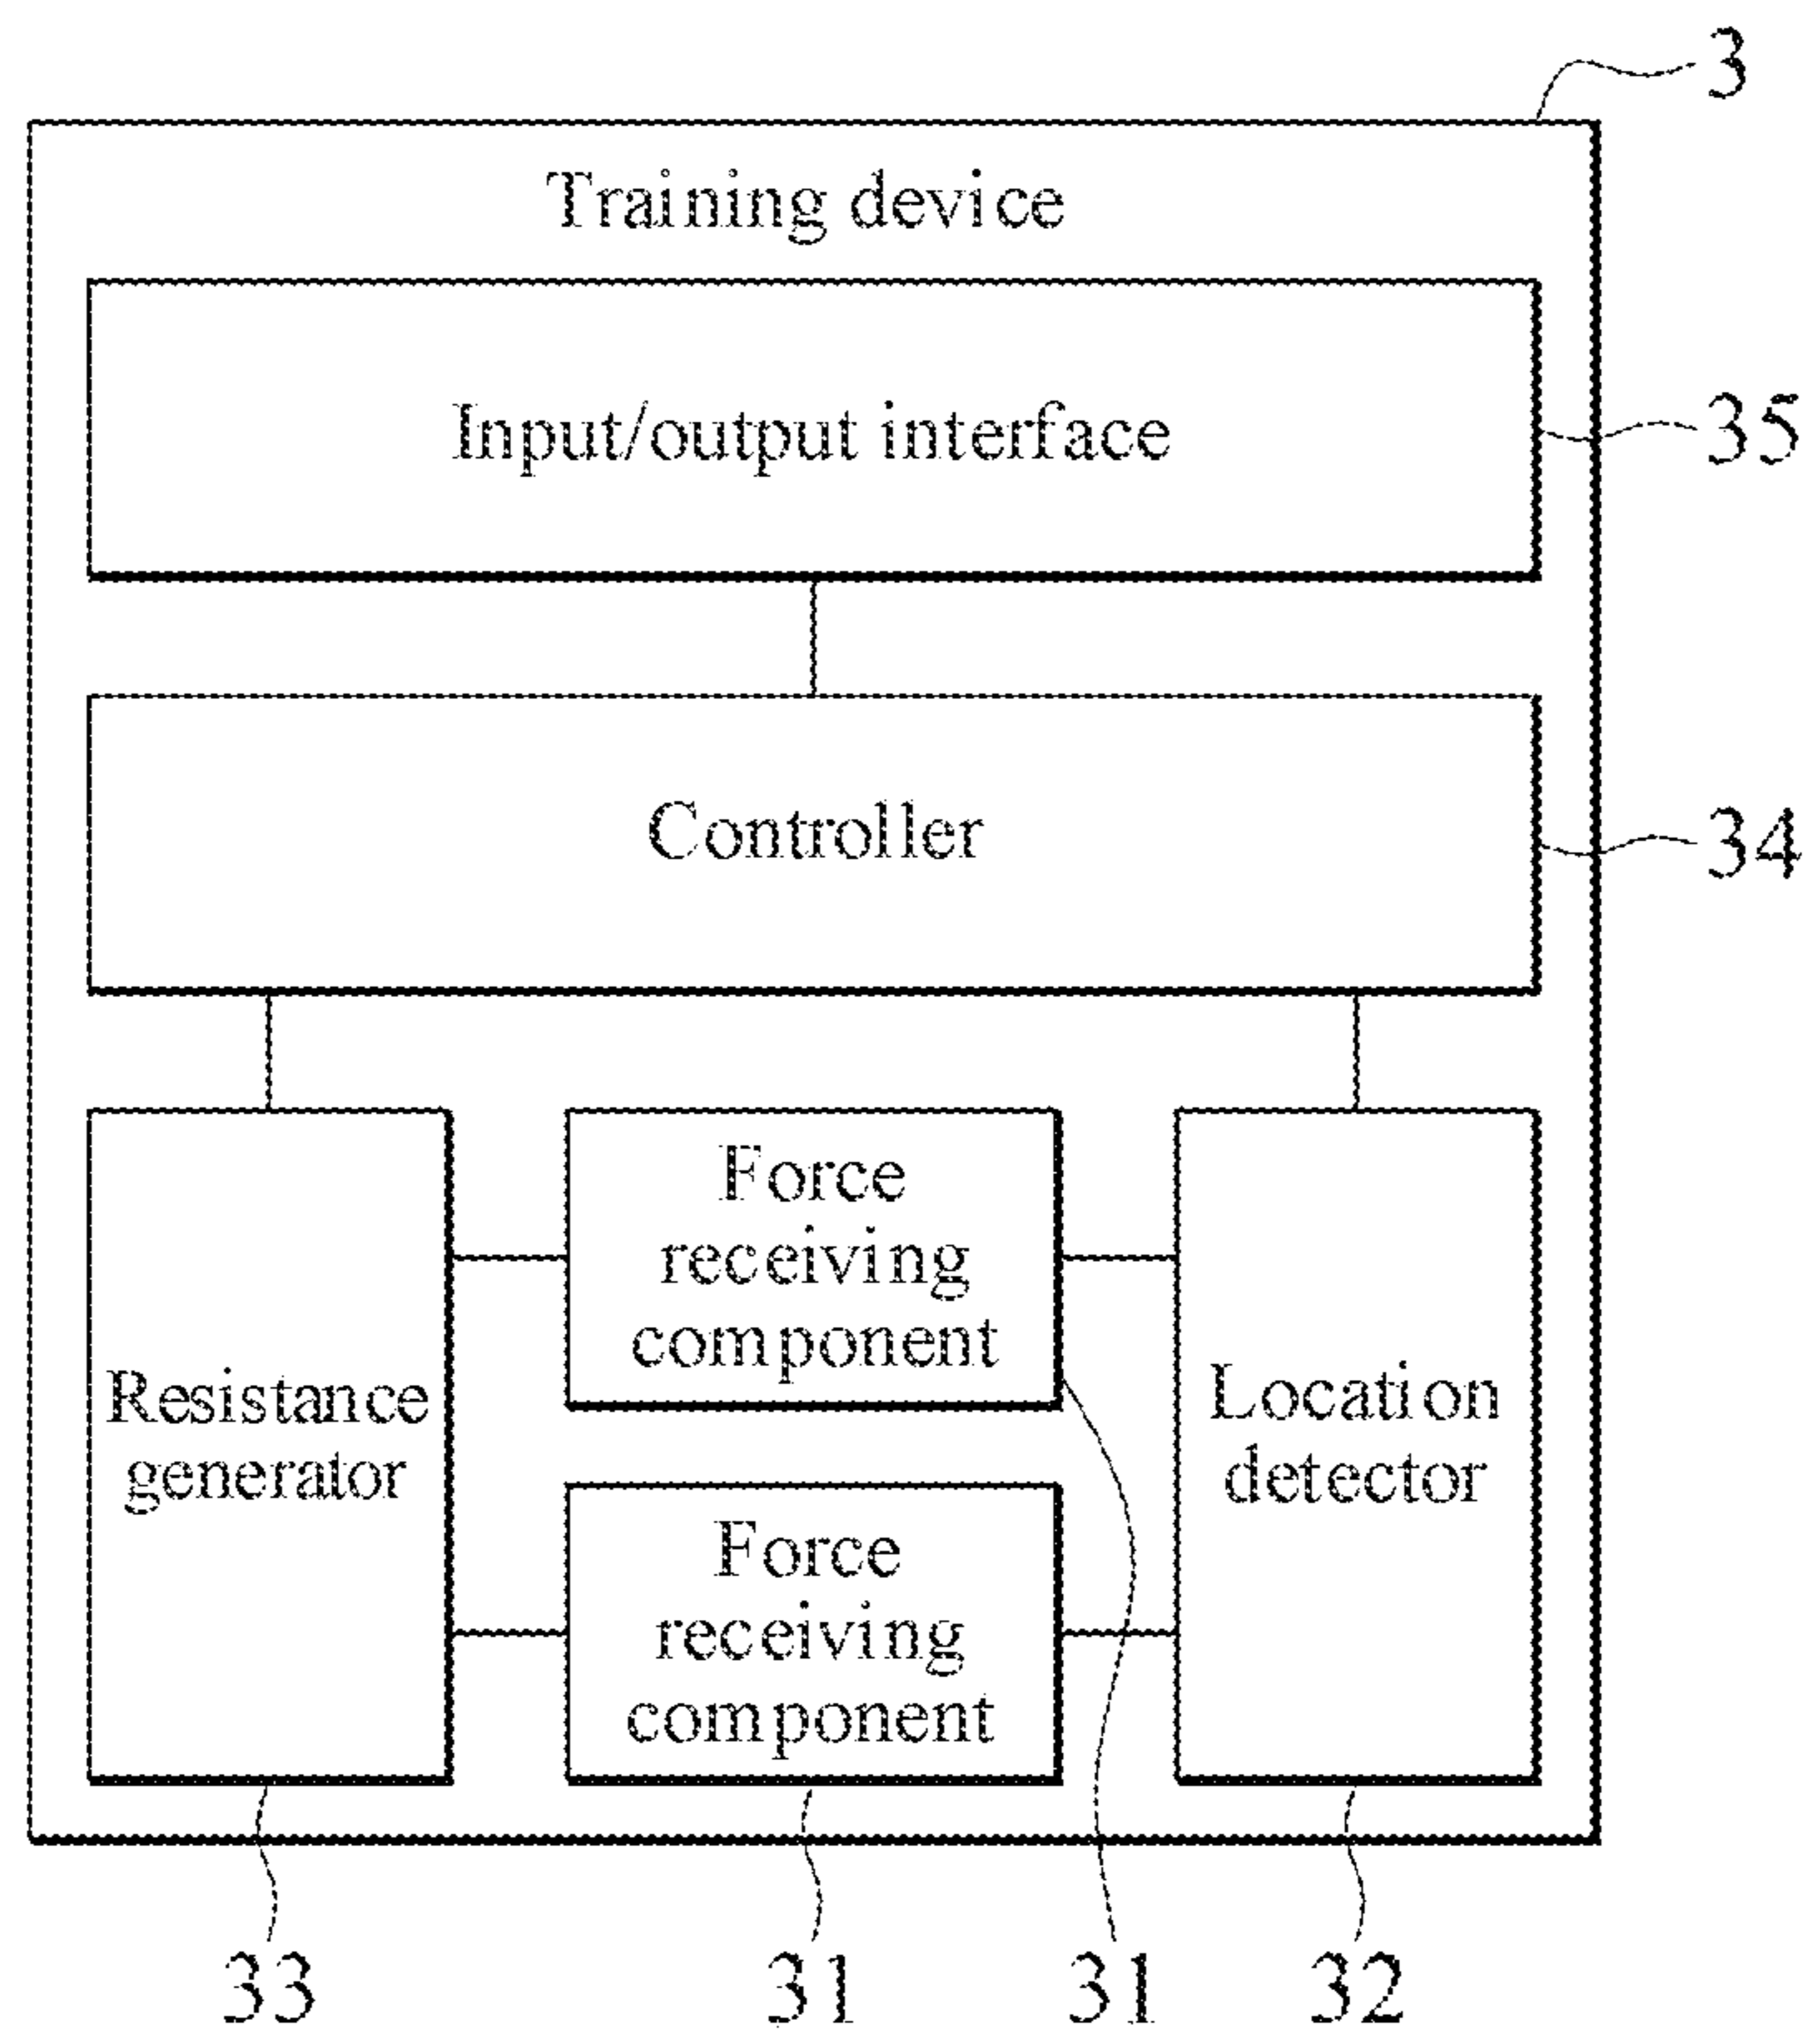 3
Training device
Input/output interface
35
Controller
34
Force
receiving
component
Resistance
generator
Location
detector
Force
receiving
component
33
31
31
32